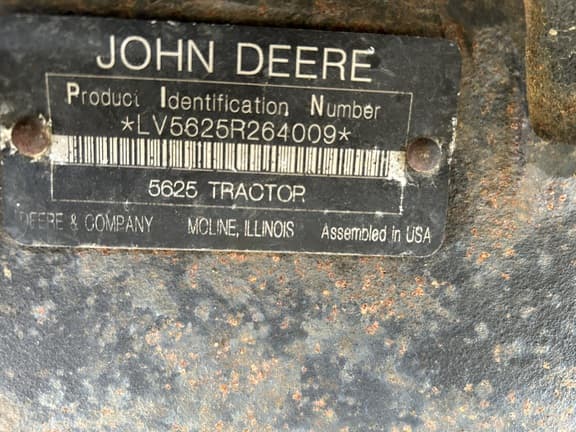 JOHN DEERE
Product Identification Number
*LV5625R264009*
5625 TRACTOR
DEERE & COMPANY MOLINE, ILLINOIS Assembled in USA